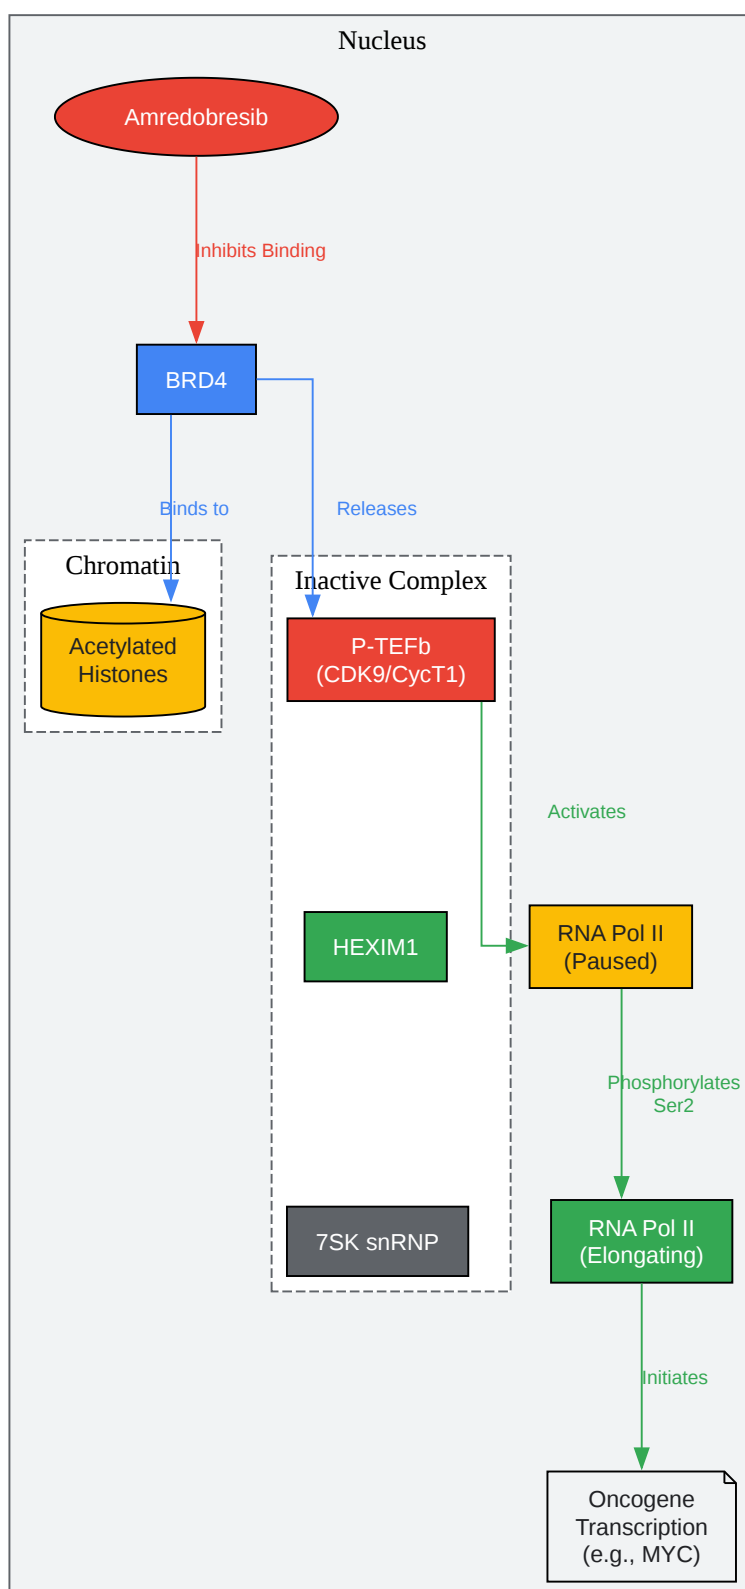 Nucleus
Amredobresib
Inhibits Binding
BRD4
Binds to
Releases
Chromatin
Inactive Complex
Acetylated
Histones
P-TEFb
(CDK9/CycT1)
Activates
HEXIM1
RNA Pol II
(Paused)
Phosphorylates
Ser2
7SK snRNP
RNA Pol II
(Elongating)
Initiates
Oncogene
Transcription
(e.g., MYC)